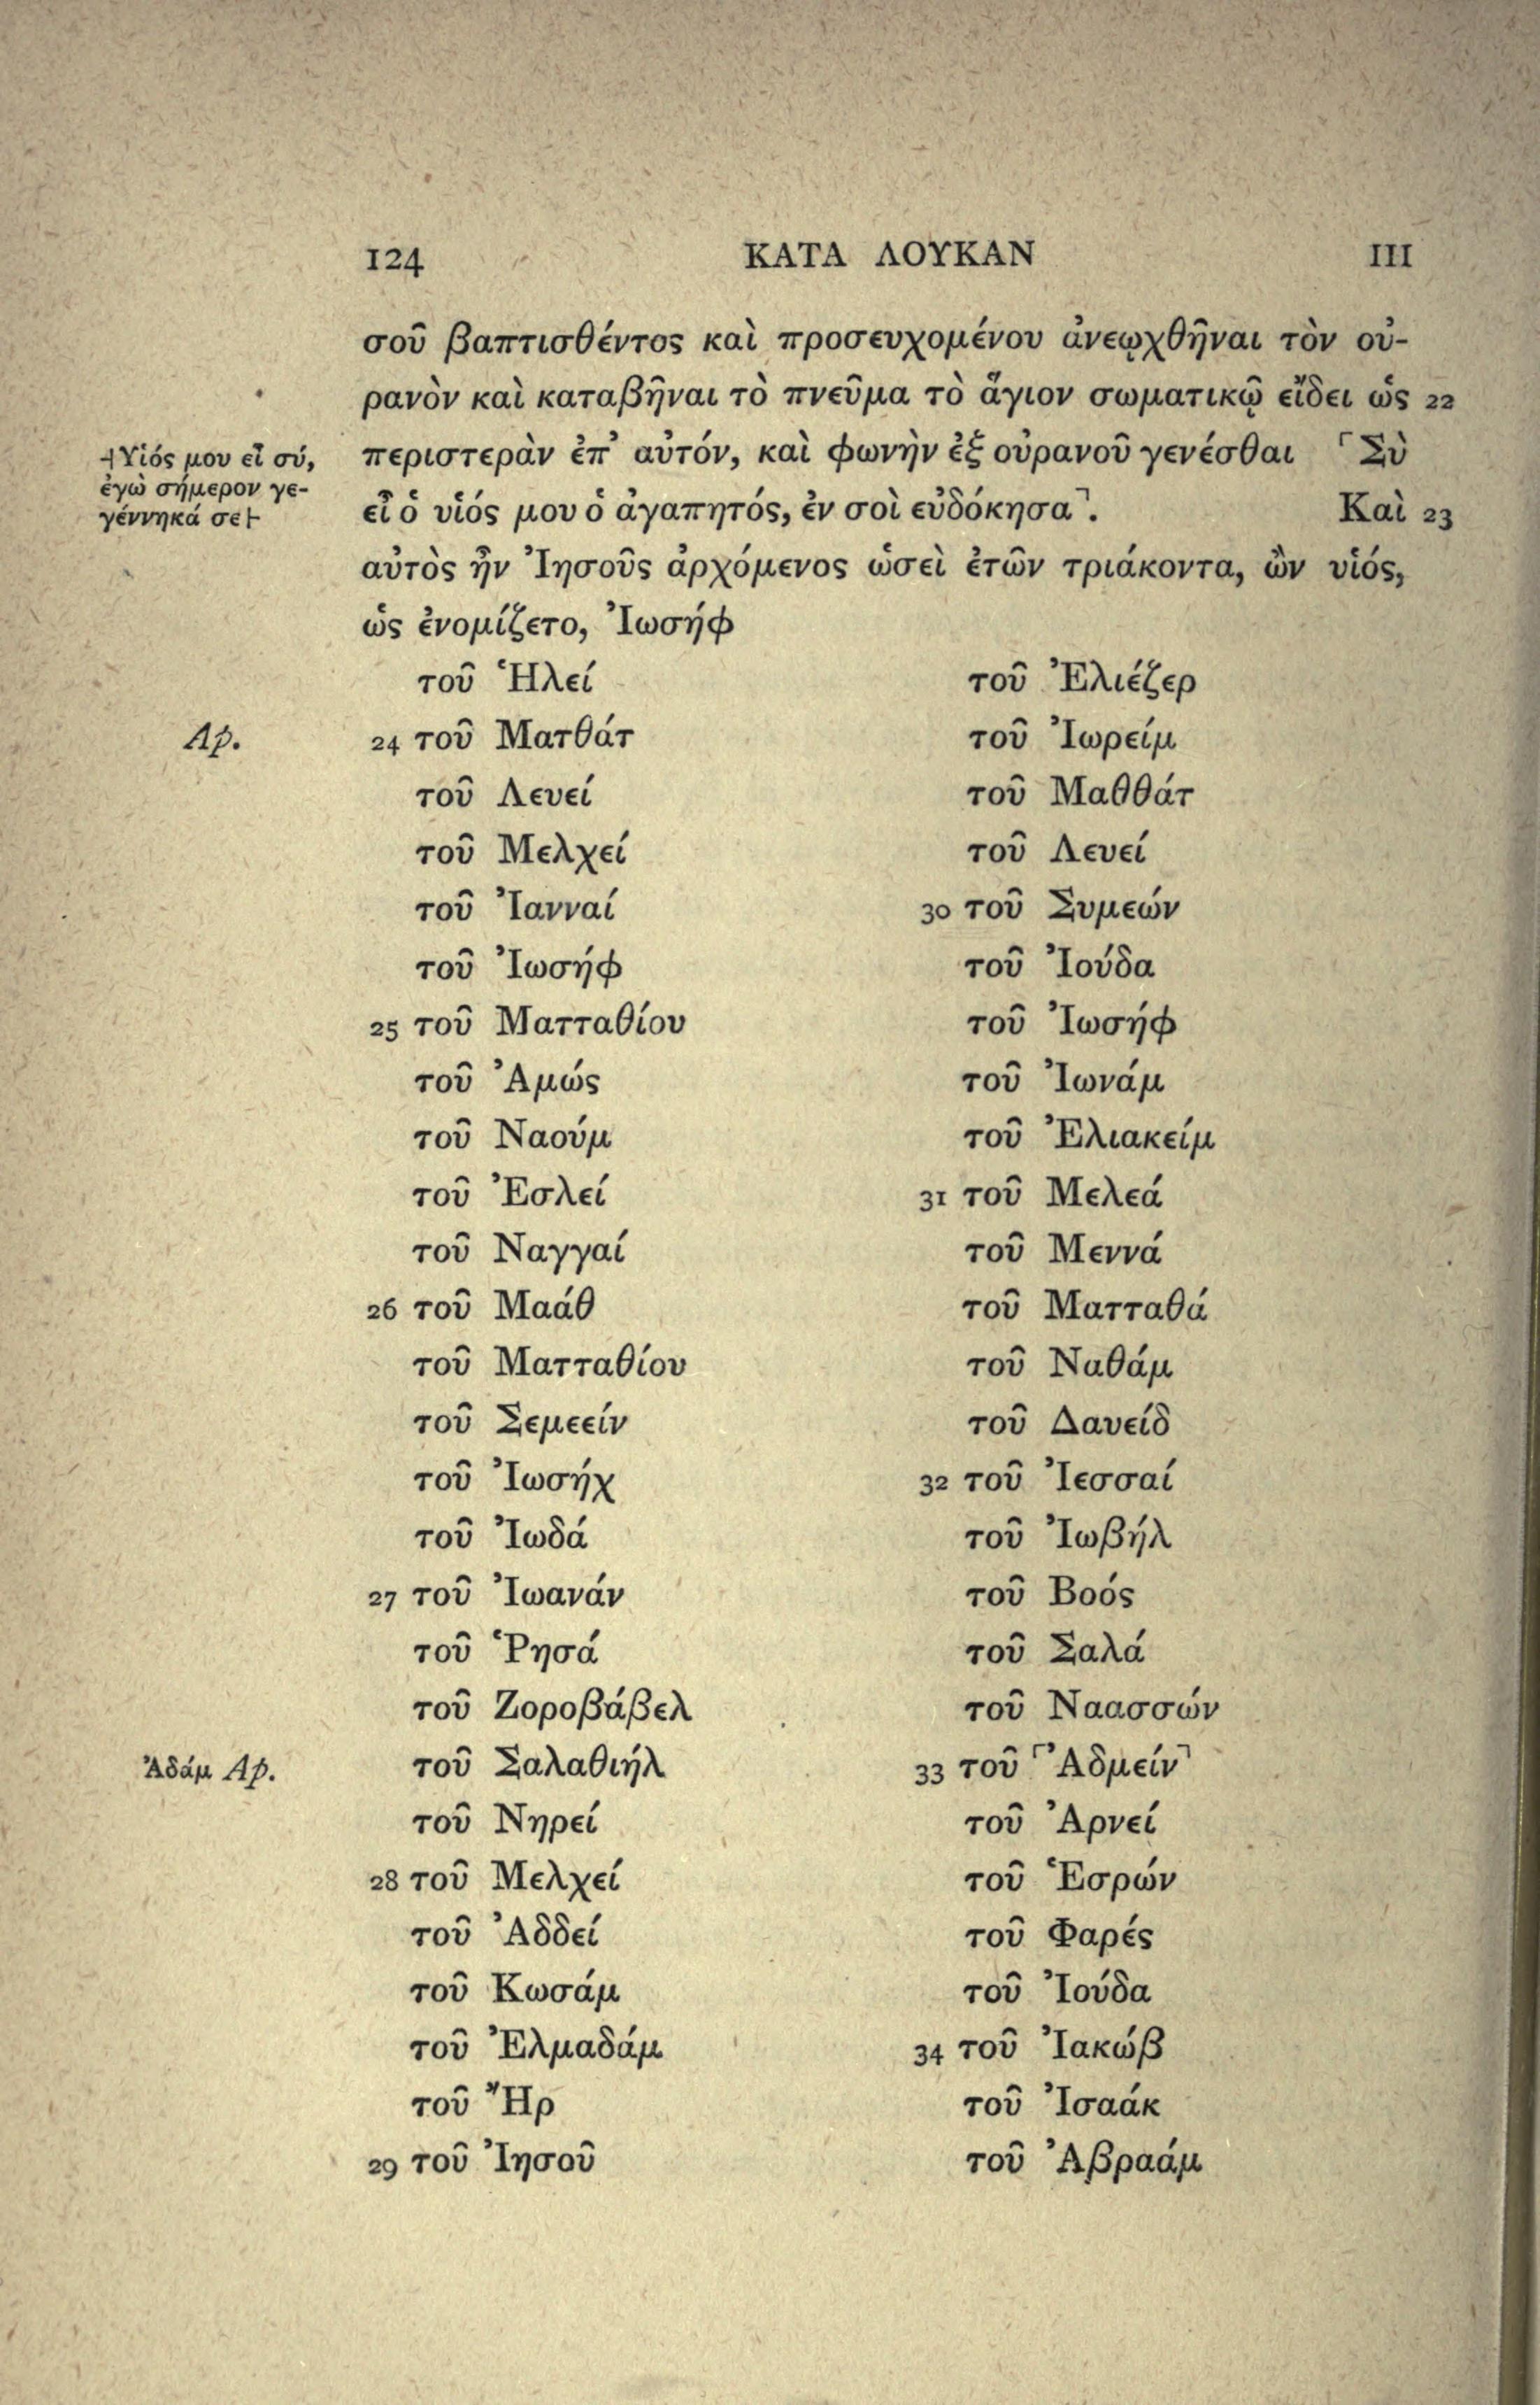 124 ΚΑΤΑ ΛΟΥΚΑΝ III
σοῦ βαπτισθέντος καὶ προσευχομένου ἀνεῳχθῆναι τὸν οὐ-
ρανὸν καὶ καταβῆναι τὸ πνεῦμα τὸ ἅγιον σωματικῷ εἴδει ὡς 22
περιστερὰν ἐπ᾽ αὐτόν, καὶ φωνὴν ἐξ οὐρανοῦ γενέσθαι ⌜Σὺ
εἶ ὁ υἱός μου ὁ ἀγαπητός, ἐν σοὶ εὐδόκησα⌝. Καὶ 23
αὐτὸς ἦν Ἰησοῦς ἀρχόμενος ὡσεὶ ἐτῶν τριάκοντα, ὢν υἱός,
ὡς ἐνομίζετο, Ἰωσήφ
⊣Υἱός μου εἶ σύ,
ἐγὼ σήμερον γε-
γέννηκά σε⊢
τοῦ Ἡλεί
Ap.
24 τοῦ Ματθάτ
τοῦ Λευεί
τοῦ Μελχεί
τοῦ Ἰανναί
τοῦ Ἰωσήφ
25 τοῦ Ματταθίου
τοῦ Ἀμώς
τοῦ Ναούμ
τοῦ Ἐσλεί
τοῦ Ναγγαί
26 τοῦ Μαάθ
τοῦ Ματταθίου
τοῦ Σεμεείν
τοῦ Ἰωσήχ
τοῦ Ἰωδά
27 τοῦ Ἰωανάν
τοῦ Ῥησά
τοῦ Ζοροβάβελ
τοῦ Σαλαθιήλ
τοῦ Νηρεί
28 τοῦ Μελχεί
τοῦ Ἀδδεί
τοῦ Κωσάμ
τοῦ Ἐλμαδάμ
τοῦ Ἤρ
29 τοῦ Ἰησοῦ
τοῦ Ἐλιέζερ
τοῦ Ἰωρείμ
τοῦ Μαθθάτ
τοῦ Λευεί
30 τοῦ Συμεών
τοῦ Ἰούδα
τοῦ Ἰωσήφ
τοῦ Ἰωνάμ
τοῦ Ἐλιακείμ
31 τοῦ Μελεά
τοῦ Μεννά
τοῦ Ματταθά
τοῦ Ναθάμ
τοῦ Δαυείδ
32 τοῦ Ἰεσσαί
τοῦ Ἰωβήλ
τοῦ Βοός
τοῦ Σαλά
τοῦ Ναασσών
Ἀδάμ Ap.
33 τοῦ ⌜Ἀδμείν⌝
τοῦ Ἀρνεί
τοῦ Ἑσρών
τοῦ Φαρές
τοῦ Ἰούδα
34 τοῦ Ἰακώβ
τοῦ Ἰσαάκ
τοῦ Ἀβραάμ